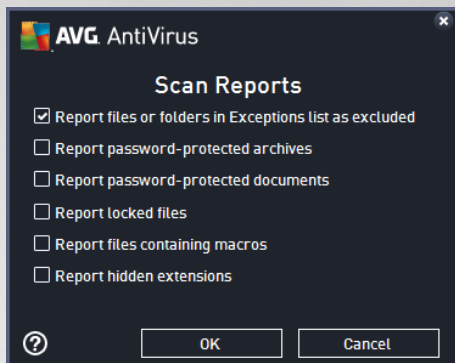 AVG AntiVirus
Scan Reports
Report files or folders in Exceptions list as excluded
Report password-protected archives
Report password-protected documents
Report locked files
Report files containing macros
Report hidden extensions
OK Cancel